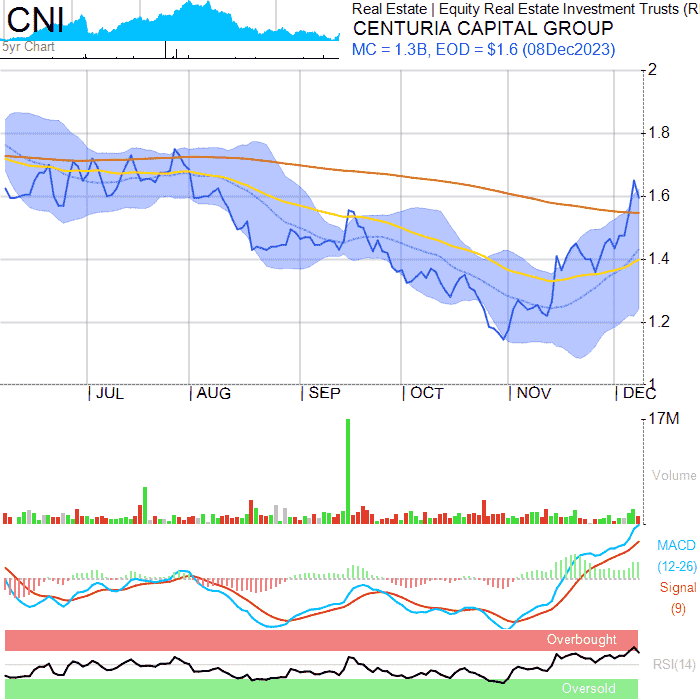 CNI
5yr Chart
Real Estate | Equity Real Estate Investment Trusts (R
CENTURIA CAPITAL GROUP
MC = 1.3B, EOD = $1.6 (08Dec2023)
2
1.8
1.6
1.4
1.2
1
JUL AUG SEP OCT NOV DEC
17M
Volume
MACD
(12-26)
Signal
(9)
Overbought
RSI(14)
Oversold